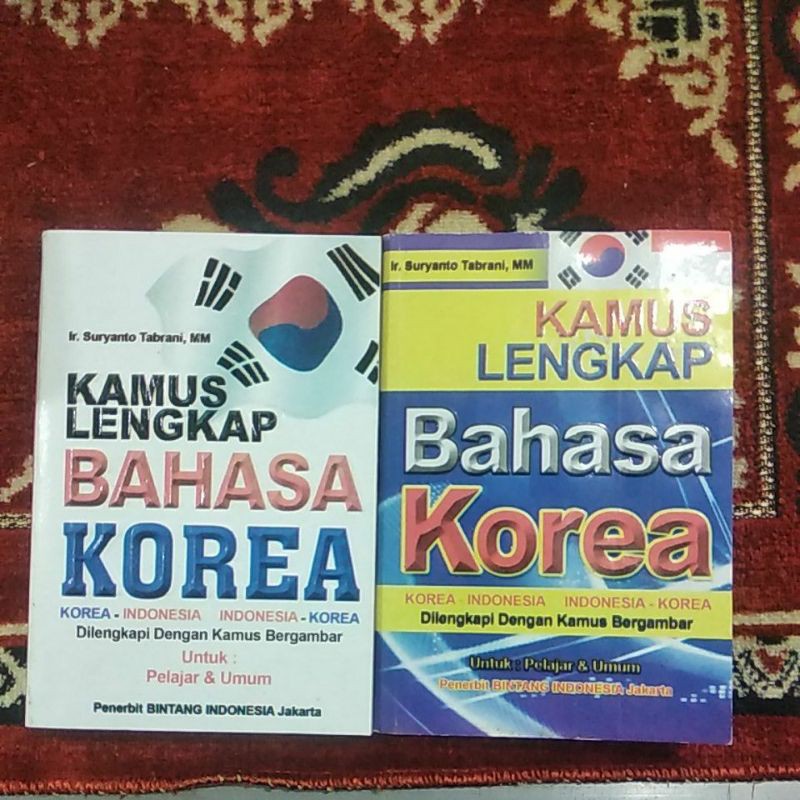 Ir. Suryanto Tabrani, MM
KAMUS
LENGKAP
BAHASA
KOREA
KOREA - INDONESIA INDONESIA - KOREA
Dilengkapi Dengan Kamus Bergambar
Untuk :
Pelajar & Umum
Penerbit BINTANG INDONESIA Jakarta
Ir. Suryanto Tabrani, MM
KAMUS
LENGKAP
Bahasa
Korea
KOREA - INDONESIA INDONESIA - KOREA
Dilengkapi Dengan Kamus Bergambar
Untuk : Pelajar & Umum
Penerbit BINTANG INDONESIA Jakarta